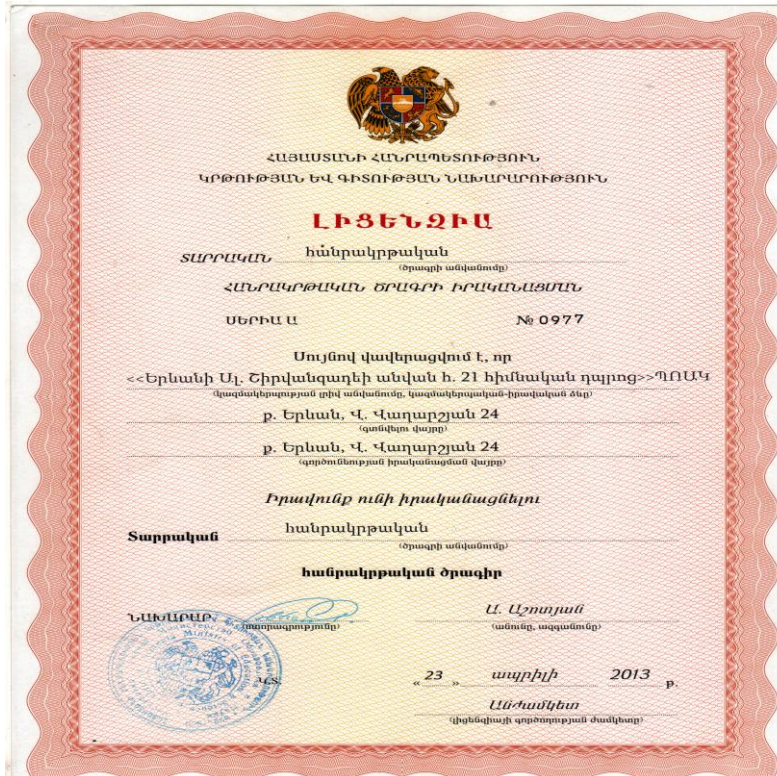 ՀԱՅԱՍՏԱՆԻ ՀԱՆՐԱՊԵՏՈՒԹՅՈՒՆ
ԿՐԹՈՒԹՅԱՆ ԵՎ ԳԻՏՈՒԹՅԱՆ ՆԱԽԱՐԱՐՈՒԹՅՈՒՆ
ԼԻՑԵՆԶԻԱ
ՏԱՐՐԱԿԱՆ հանրակրթական
(ծրագրի անվանումը)
ՀԱՆՐԱԿՐԹԱԿԱՆ ԾՐԱԳՐԻ ԻՐԱԿԱՆԱՑՄԱՆ
ՍԵՐԻԱ Ա № 0977
Սույնով վավերացվում է, որ
<<Երևանի Ալ. Շիրվանզադեի անվան հ. 21 հիմնական դպրոց>>ՊՈԱԿ
(կազմակերպության լրիվ անվանումը, կազմակերպական-իրավական ձևը)
ք. Երևան, Վ. Վաղարշյան 24
(գտնվելու վայրը)
ք. Երևան, Վ. Վաղարշյան 24
(գործունեության իրականացման վայրը)
Իրավունք ունի իրականացնելու
Տարրական հանրակրթական
(ծրագրի անվանումը)
հանրակրթական ծրագիր
ՆԱԽԱՐԱՐ Ա. Աշոտյան
(ստորագրությունը) (անունը, ազգանունը)
Կ.Տ. « 23 » ապրիլի 2013 թ.
Անժամկետ
(լիցենզիայի գործողության ժամկետը)